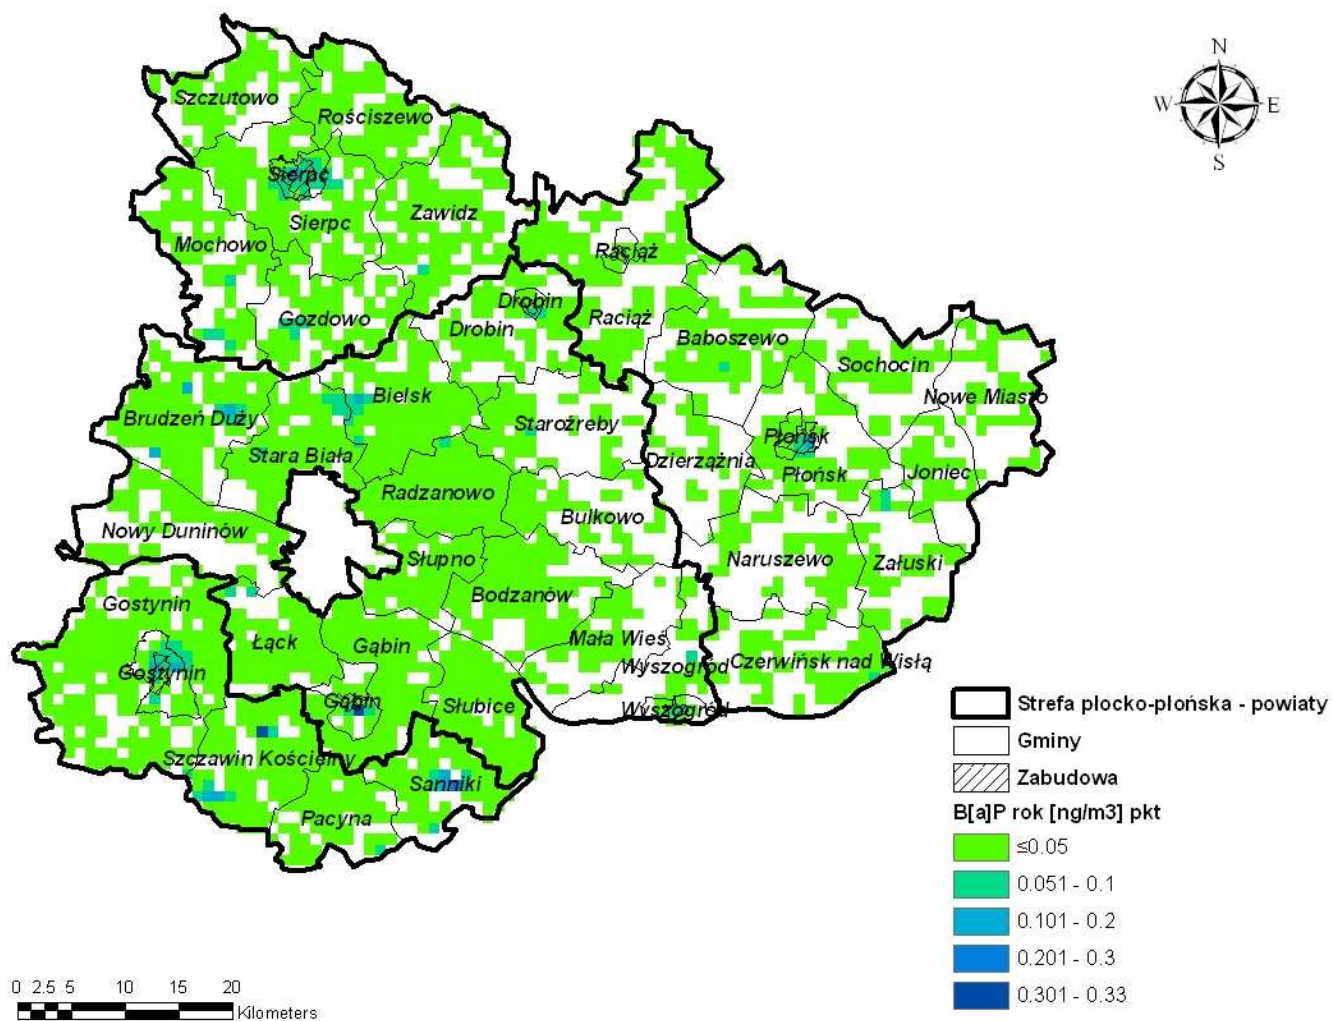 N
W E
S
Szczutowo
Rościszewo
Sierpc
Sierpc
Zawidz
Mochowo
Raciąż
Gozdowo
Drobin
Drobin
Raciąż
Baboszewo
Sochocin
Nowe Miasto
Bielsk
Brudzeń Duży
Staroźreby
Płońsk
Stara Biała
Dzierzążnia
Płońsk
Joniec
Radzanowo
Bulkowo
Nowy Duninów
Słupno
Naruszewo
Załuski
Gostynin
Bodzanów
Łąck
Gąbin
Mała Wieś
Wyszogród
Czerwińsk nad Wisłą
Gostynin
Gąbin
Słubice
Wyszogród
Szczawin Kościelny
Sanniki
Pacyna
Strefa płocko-płońska - powiaty
Gminy
Zabudowa
B[a]P rok [ng/m3] pkt
≤0.05
0.051 - 0.1
0.101 - 0.2
0.201 - 0.3
0.301 - 0.33
0 2.5 5 10 15 20
Kilometers